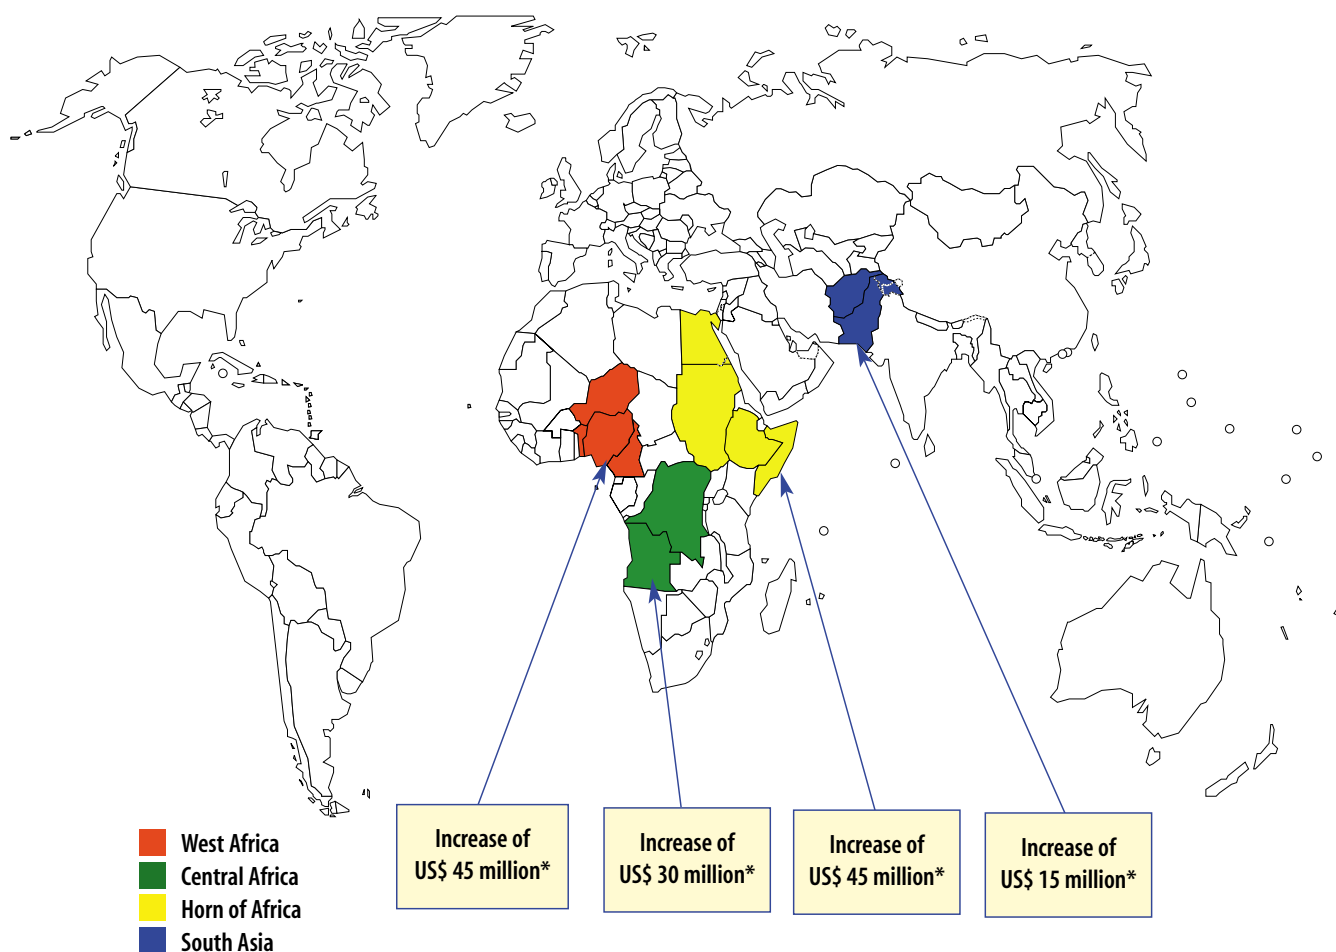 Increase of
US$ 45 million*
Increase of
US$ 30 million*
Increase of
US$ 45 million*
Increase of
US$ 15 million*
West Africa
Central Africa
Horn of Africa
South Asia